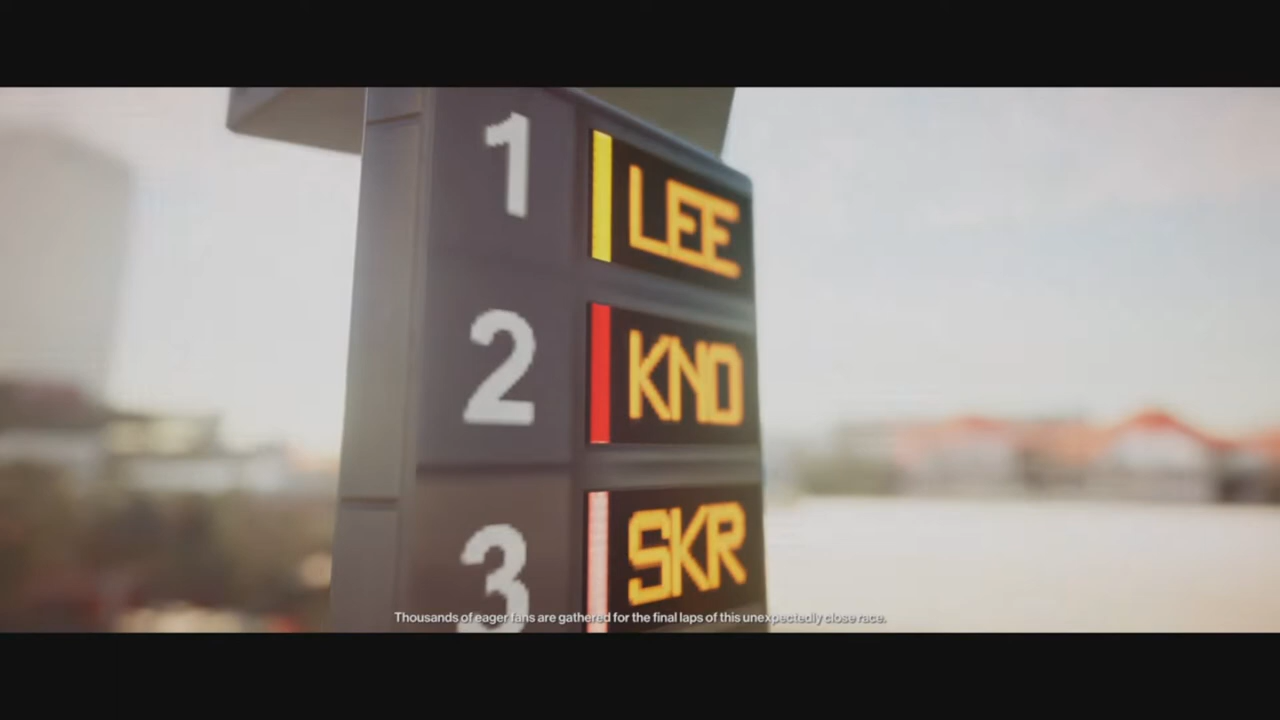 1 LEE
2 KNO
3 SKR
Thousands of eager fans are gathered for the final laps of this unexpectedly close race.